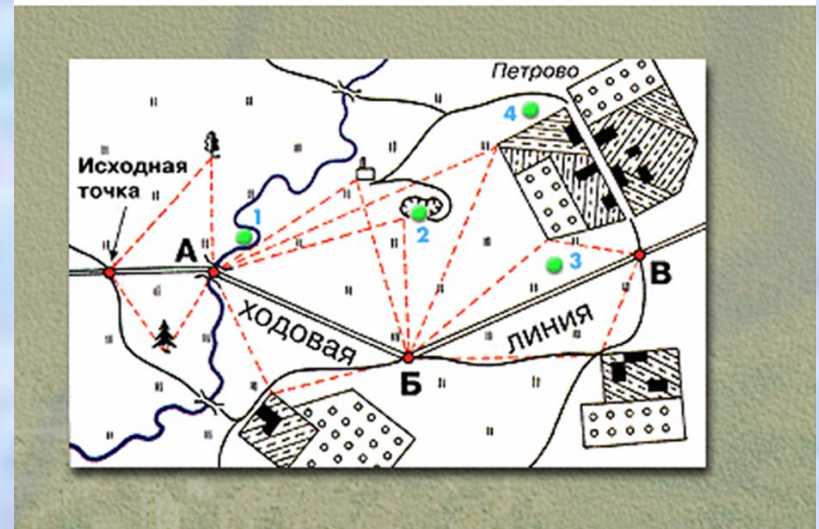 Петрово
4
Исходная
точка
1
А
2
3
В
ХОДОВАЯ
ЛИНИЯ
Б